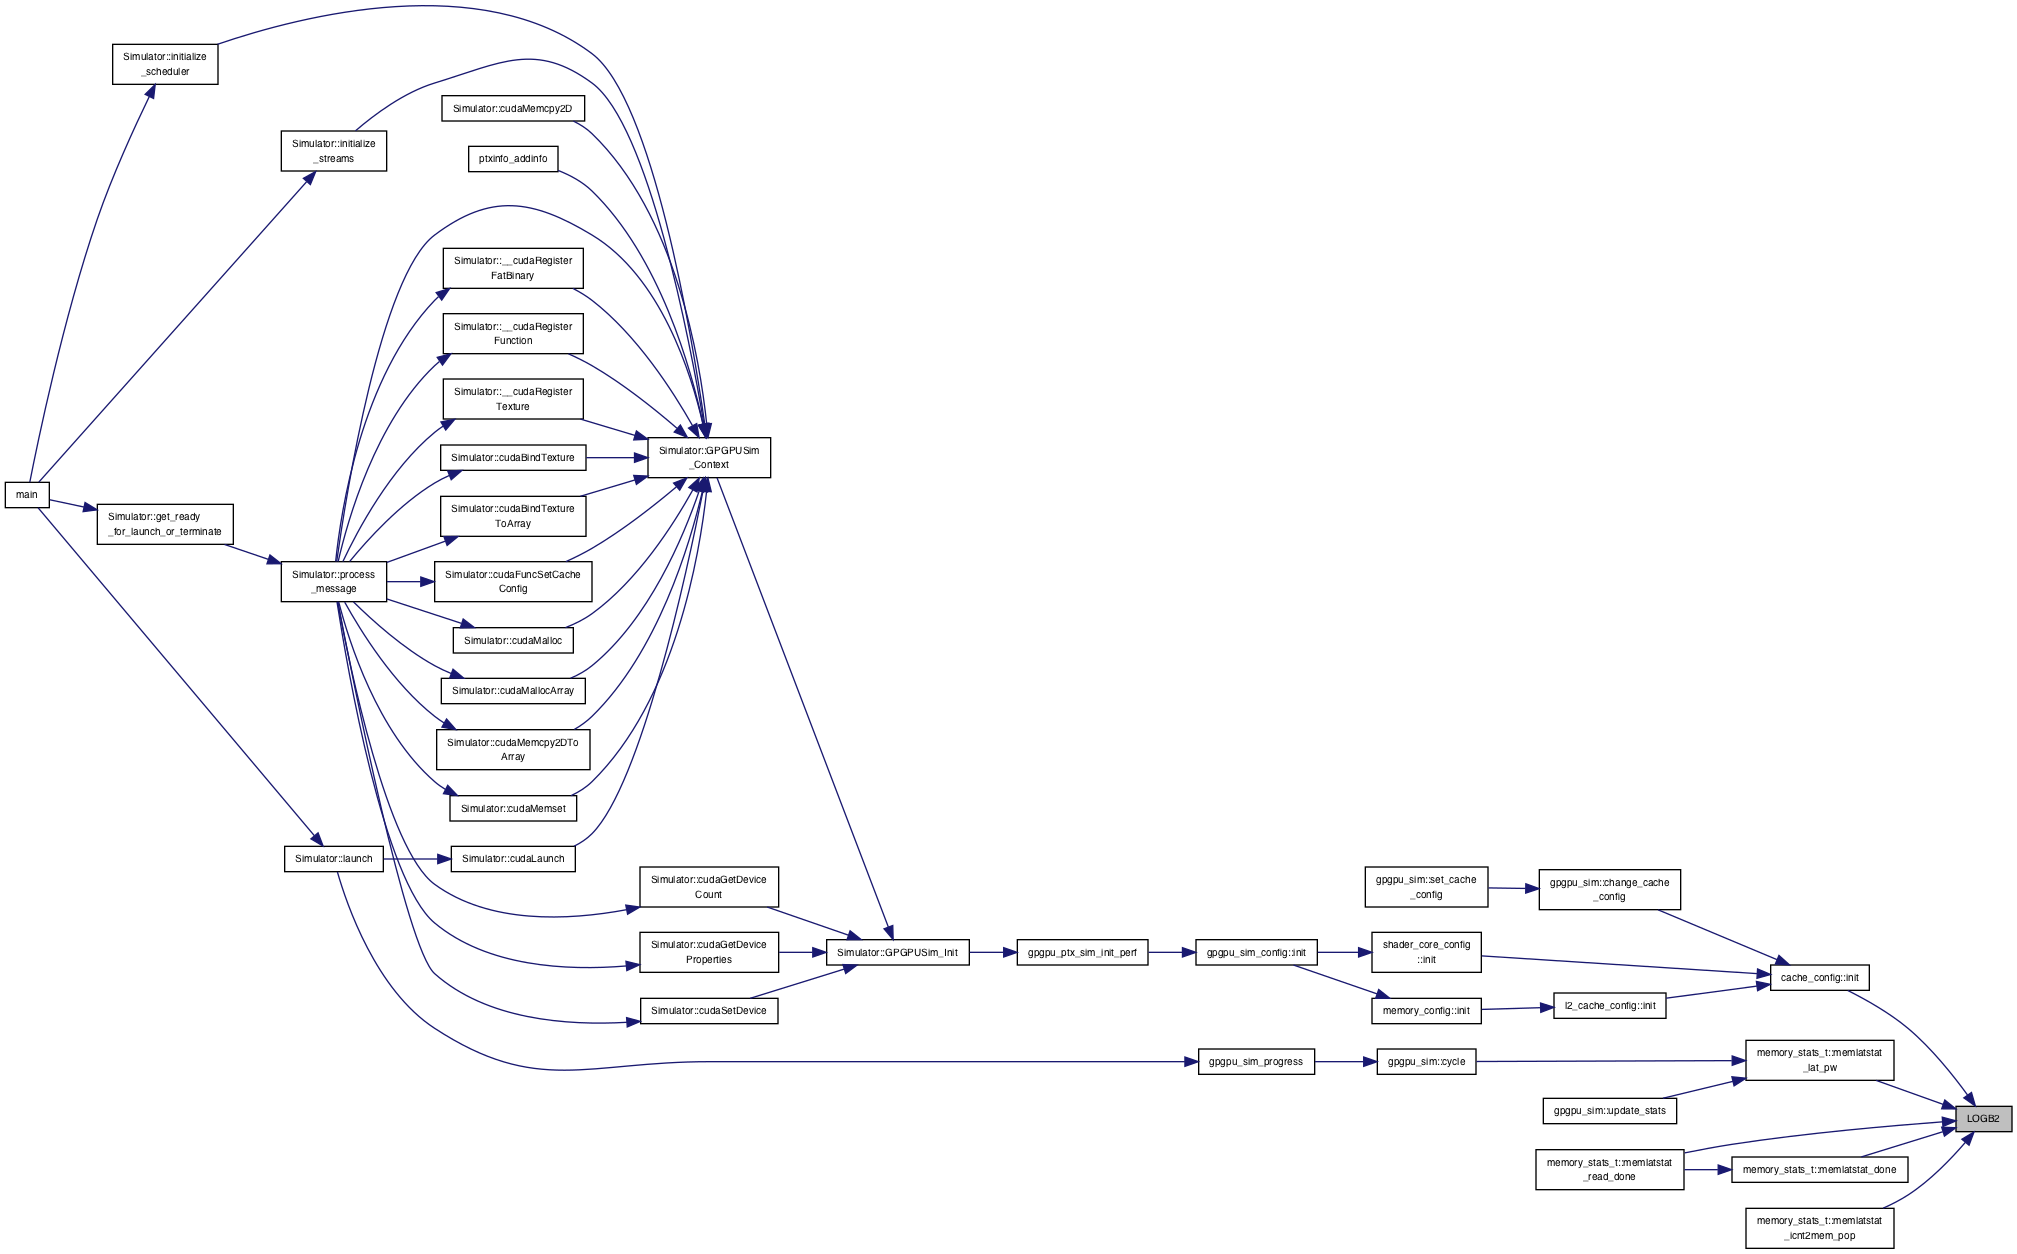 Simulator::initialize
_scheduler
Simulator::initialize
_streams
Simulator::cudaMemcpy2D
ptxinfo_addinfo
Simulator::__cudaRegister
FatBinary
Simulator::__cudaRegister
Function
Simulator::__cudaRegister
Texture
Simulator::cudaBindTexture
Simulator::GPGPUSim
_Context
main
Simulator::cudaBindTexture
ToArray
Simulator::get_ready
_for_launch_or_terminate
Simulator::process
_message
Simulator::cudaFuncSetCache
Config
Simulator::cudaMalloc
Simulator::cudaMallocArray
Simulator::cudaMemcpy2DTo
Array
Simulator::cudaMemset
Simulator::launch
Simulator::cudaLaunch
Simulator::cudaGetDevice
Count
gpgpu_sim::set_cache
_config
gpgpu_sim::change_cache
_config
Simulator::cudaGetDevice
Properties
Simulator::GPGPUSim_Init
gpgpu_ptx_sim_init_perf
gpgpu_sim_config::init
shader_core_config
::init
cache_config::init
Simulator::cudaSetDevice
memory_config::init
l2_cache_config::init
gpgpu_sim_progress
gpgpu_sim::cycle
memory_stats_t::memlatstat
_lat_pw
gpgpu_sim::update_stats
LOGB2
memory_stats_t::memlatstat
_read_done
memory_stats_t::memlatstat_done
memory_stats_t::memlatstat
_icnt2mem_pop